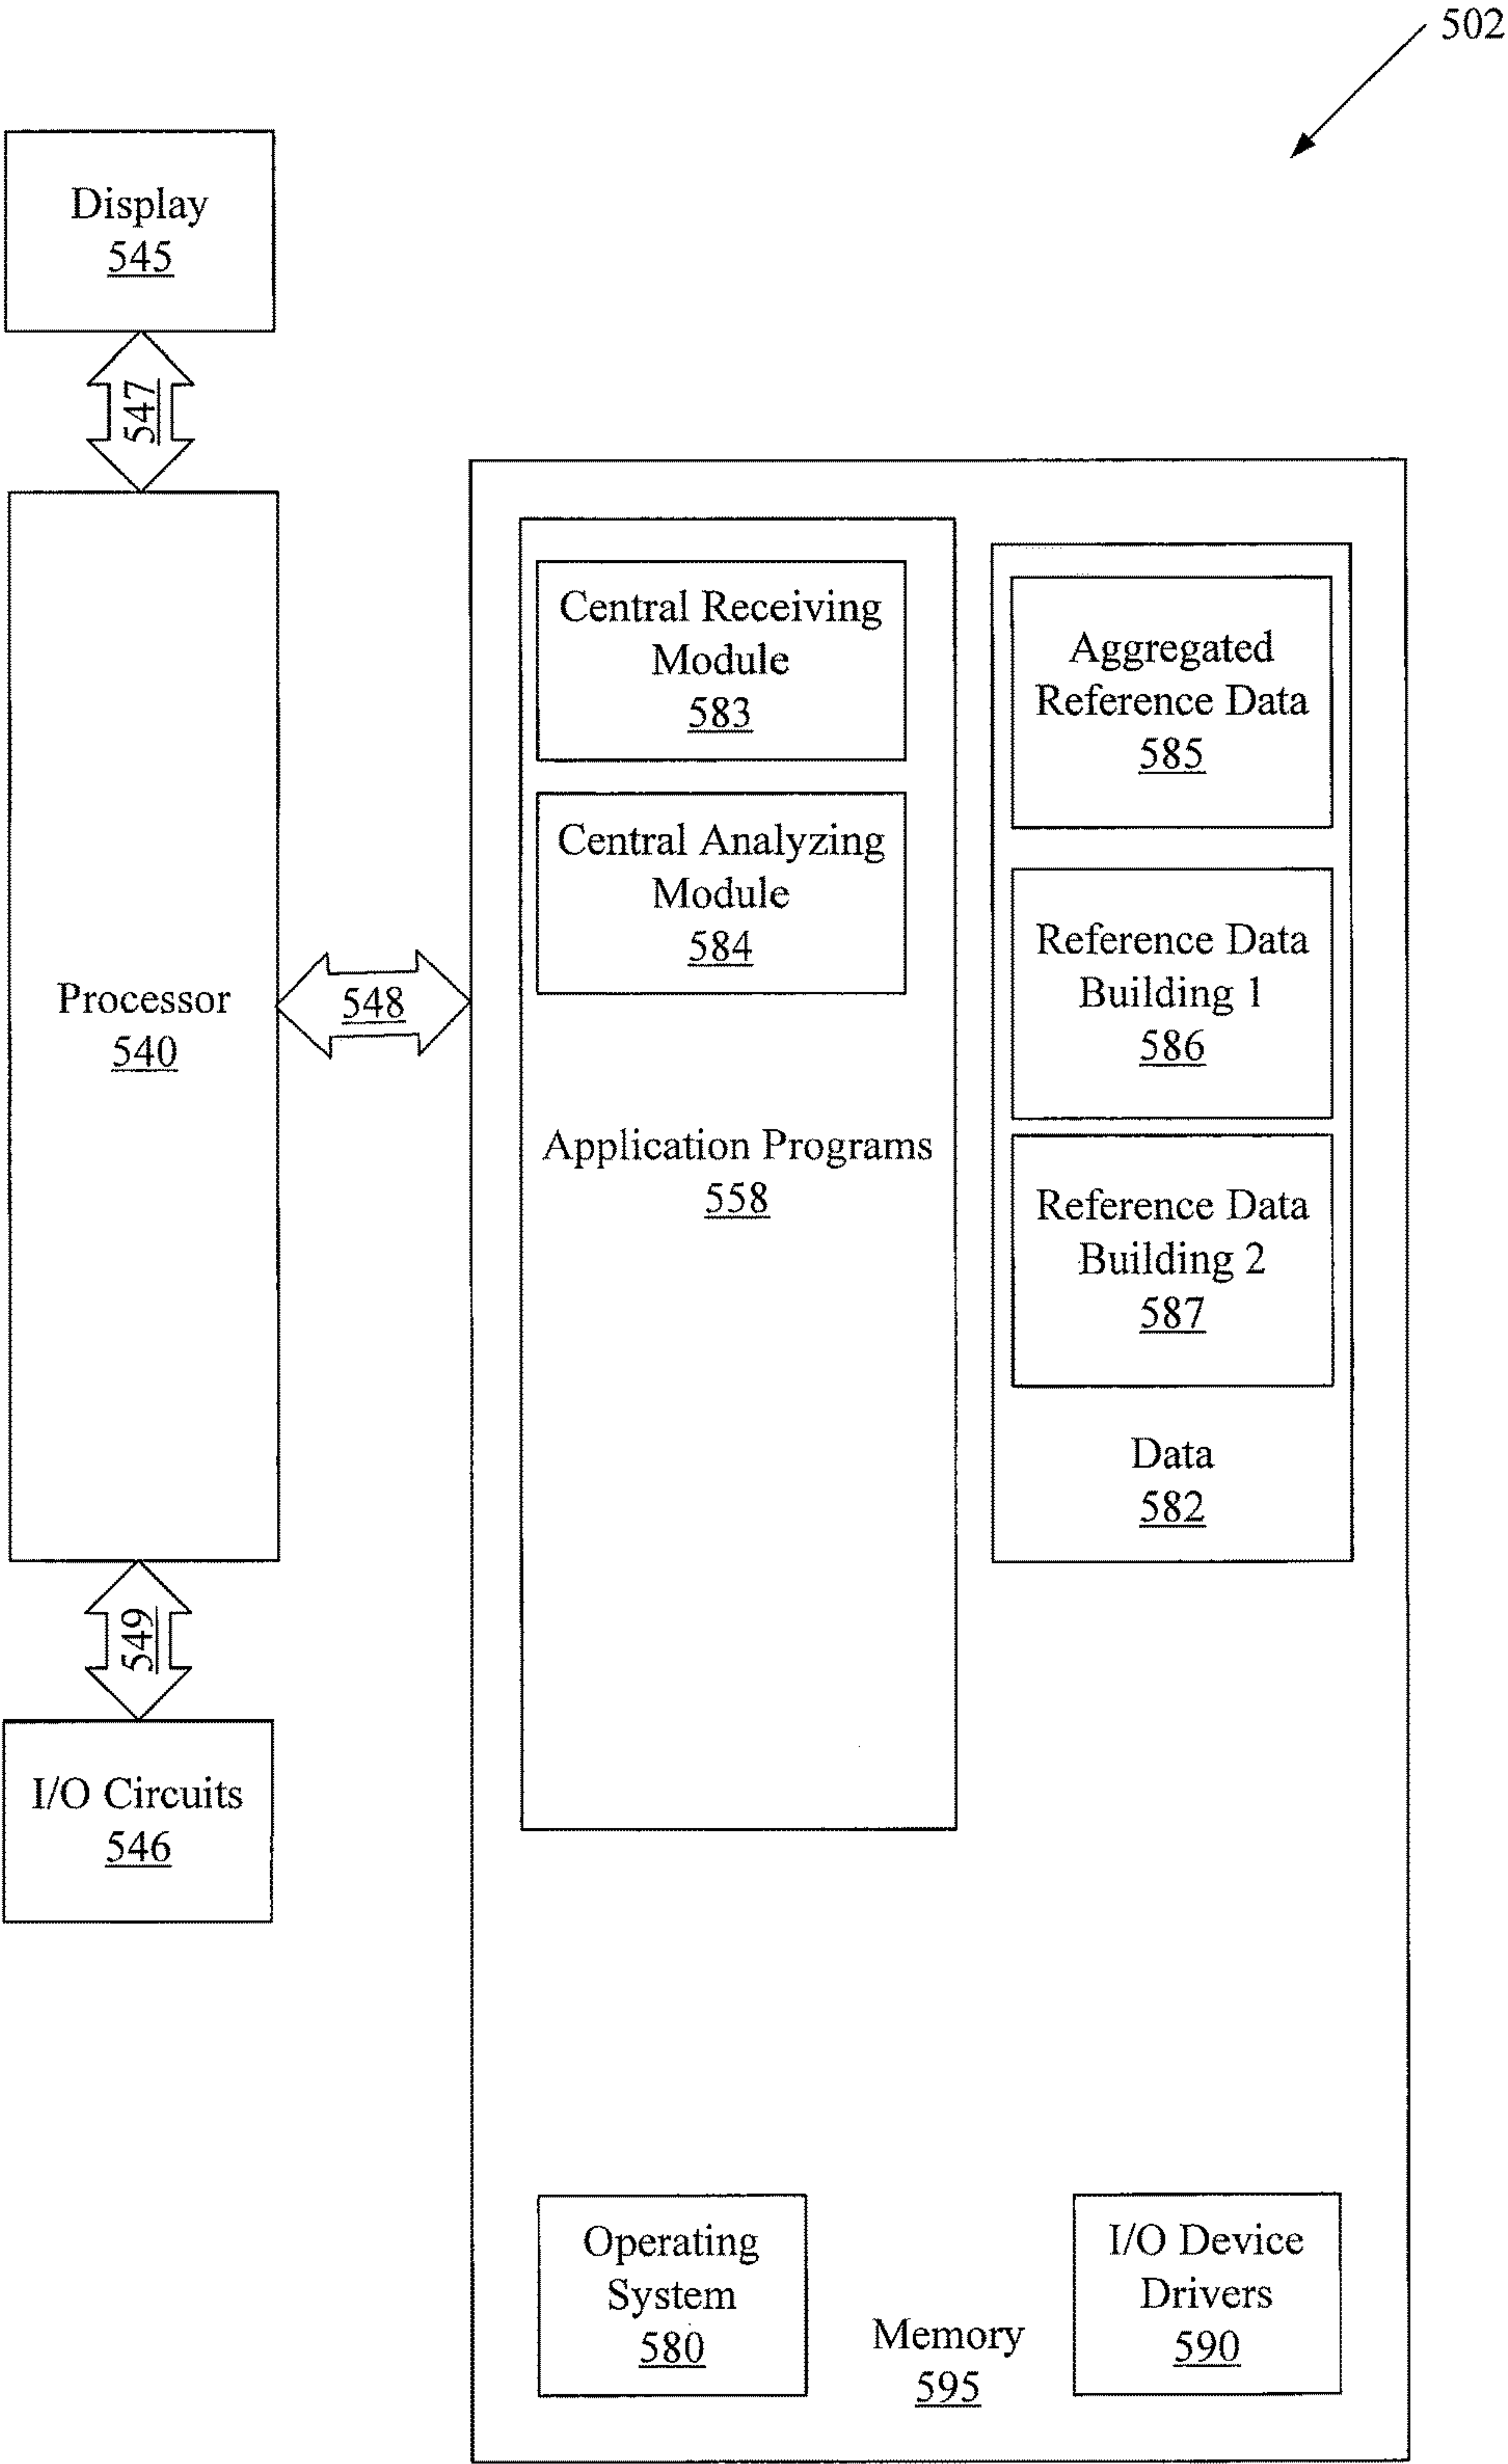 502
Display
545
547
Processor
540
548
549
I/O Circuits
546
Central Receiving
Module
583
Central Analyzing
Module
584
Application Programs
558
Aggregated
Reference Data
585
Reference Data
Building 1
586
Reference Data
Building 2
587
Data
582
Operating
System
580
Memory
595
I/O Device
Drivers
590